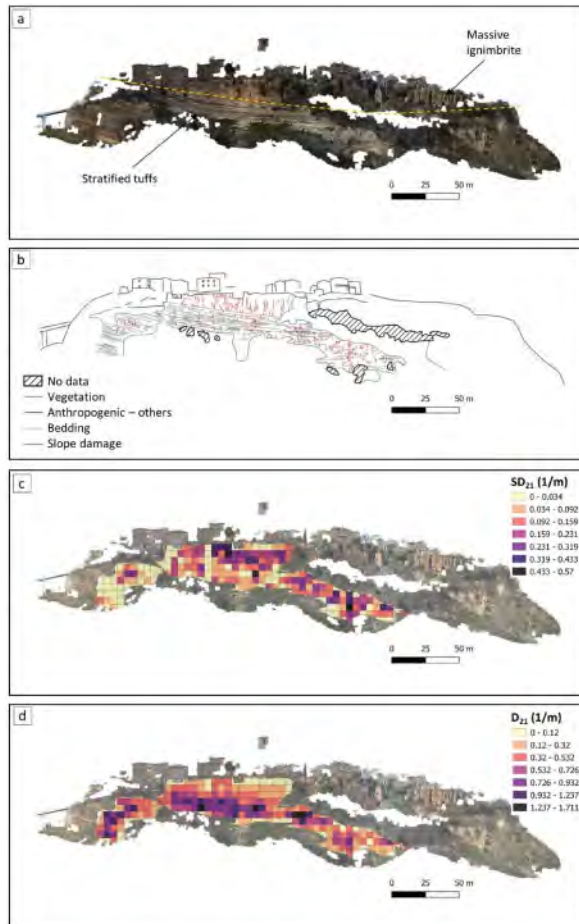 a
Massive
ignimbrite
Stratified tuffs
0 25 50 m
b
No data
Vegetation
Anthropogenic – others
Bedding
Slope damage
0 25 50 m
c
SD21 (1/m)
0 - 0.034
0.034 - 0.092
0.092 - 0.159
0.159 - 0.231
0.231 - 0.319
0.319 - 0.433
0.433 - 0.57
0 25 50 m
d
D21 (1/m)
0 - 0.12
0.12 - 0.32
0.32 - 0.532
0.532 - 0.726
0.726 - 0.932
0.932 - 1.237
1.237 - 1.711
0 25 50 m